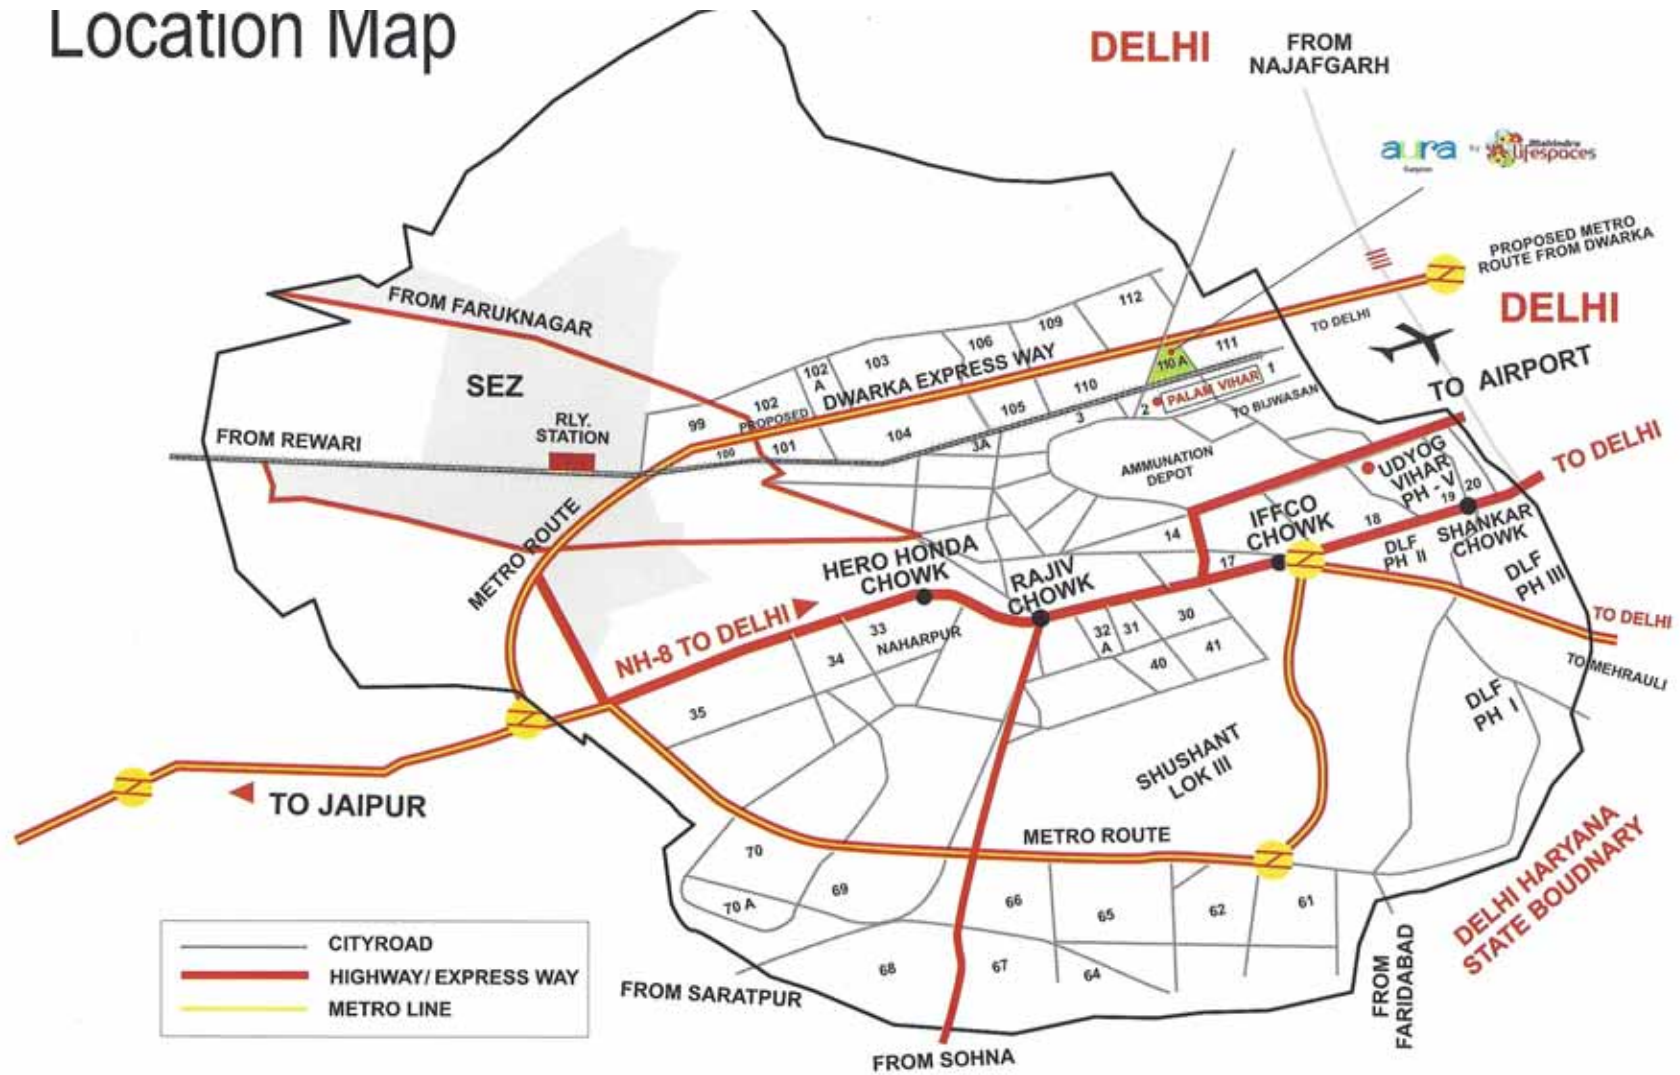 Location Map
DELHI
FROM
NAJAFGARH
aura
by
Mahindra
lifespaces
PROPOSED METRO
ROUTE FROM DWARKA
DELHI
TO DELHI
TO AIRPORT
FROM FARUKNAGAR
SEZ
RLY.
STATION
FROM REWARI
112
109
106
103
102
A
102
99
PROPOSED
DWARKA EXPRESS WAY
111
110 A
110
105
104
101
100
PALAM VIHAR
1
2
3
3A
TO BIJWASAN
AMMUNATION
DEPOT
UDYOG
VIHAR
PH - V
19
20
TO DELHI
SHANKAR
CHOWK
IFFCO
CHOWK
18
17
14
DLF
PH II
DLF
PH III
TO DELHI
TO MEHRAULI
METRO ROUTE
HERO HONDA
CHOWK
RAJIV
CHOWK
NH-8 TO DELHI
33
NAHARPUR
34
35
32
A
31
30
40
41
DLF
PH I
SHUSHANT
LOK III
TO JAIPUR
METRO ROUTE
70
70 A
69
68
67
66
65
64
62
61
DELHI HARYANA
STATE BOUDNARY
CITYROAD
HIGHWAY/ EXPRESS WAY
METRO LINE
FROM SARATPUR
FROM SOHNA
FROM
FARIDABAD